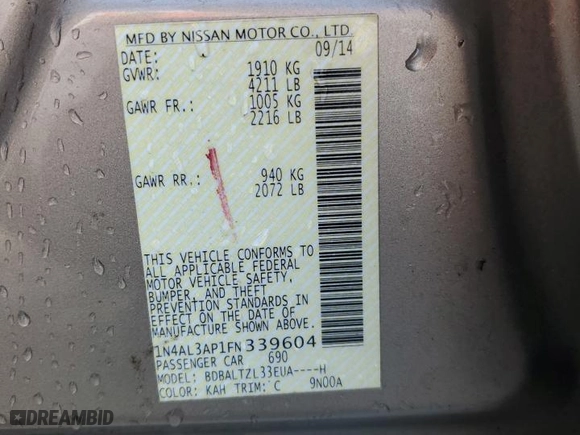 MFD BY NISSAN MOTOR CO., LTD
DATE: 09/14
GVWR: 1910 KG
4211 LB
GAWR FR.: 1005 KG
2216 LB
GAWR RR.: 940 KG
2072 LB
THIS VEHICLE CONFORMS TO
ALL APPLICABLE FEDERAL
MOTOR VEHICLE SAFETY,
BUMPER, AND THEFT
PREVENTION STANDARDS IN
EFFECT ON THE DATE OF
MANUFACTURE SHOWN ABOVE.
1N4AL3AP1FN339604
PASSENGER CAR 690
MODEL: BDBALTZL33EUA----H
COLOR: KAH TRIM: C 9N00A
© DREAMBID